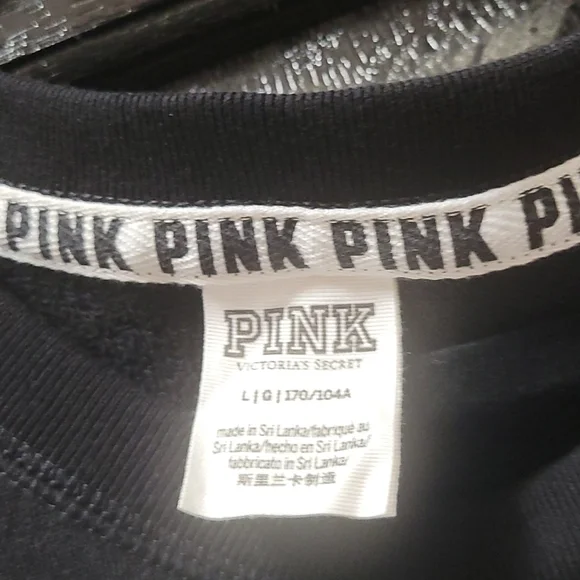 PINK PINK PINK PINK PI
PINK
VICTORIA'S SECRET
L | G | 170/104A
made in Sri Lanka/fabriqué au
Sri Lanka/hecho en Sri Lanka/
fabbricato in Sri Lanka/
斯里兰卡制造